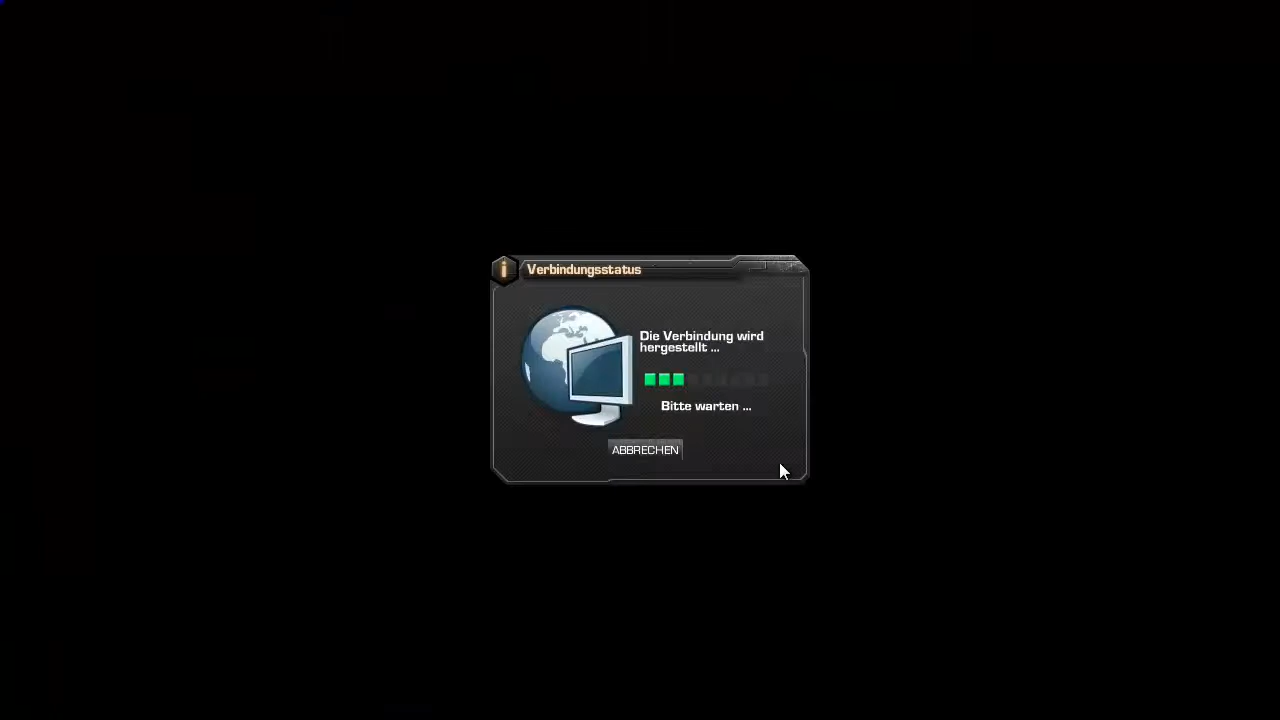 Verbindungsstatus
Die Verbindung wird
hergestellt ...
Bitte warten ...
ABBRECHEN